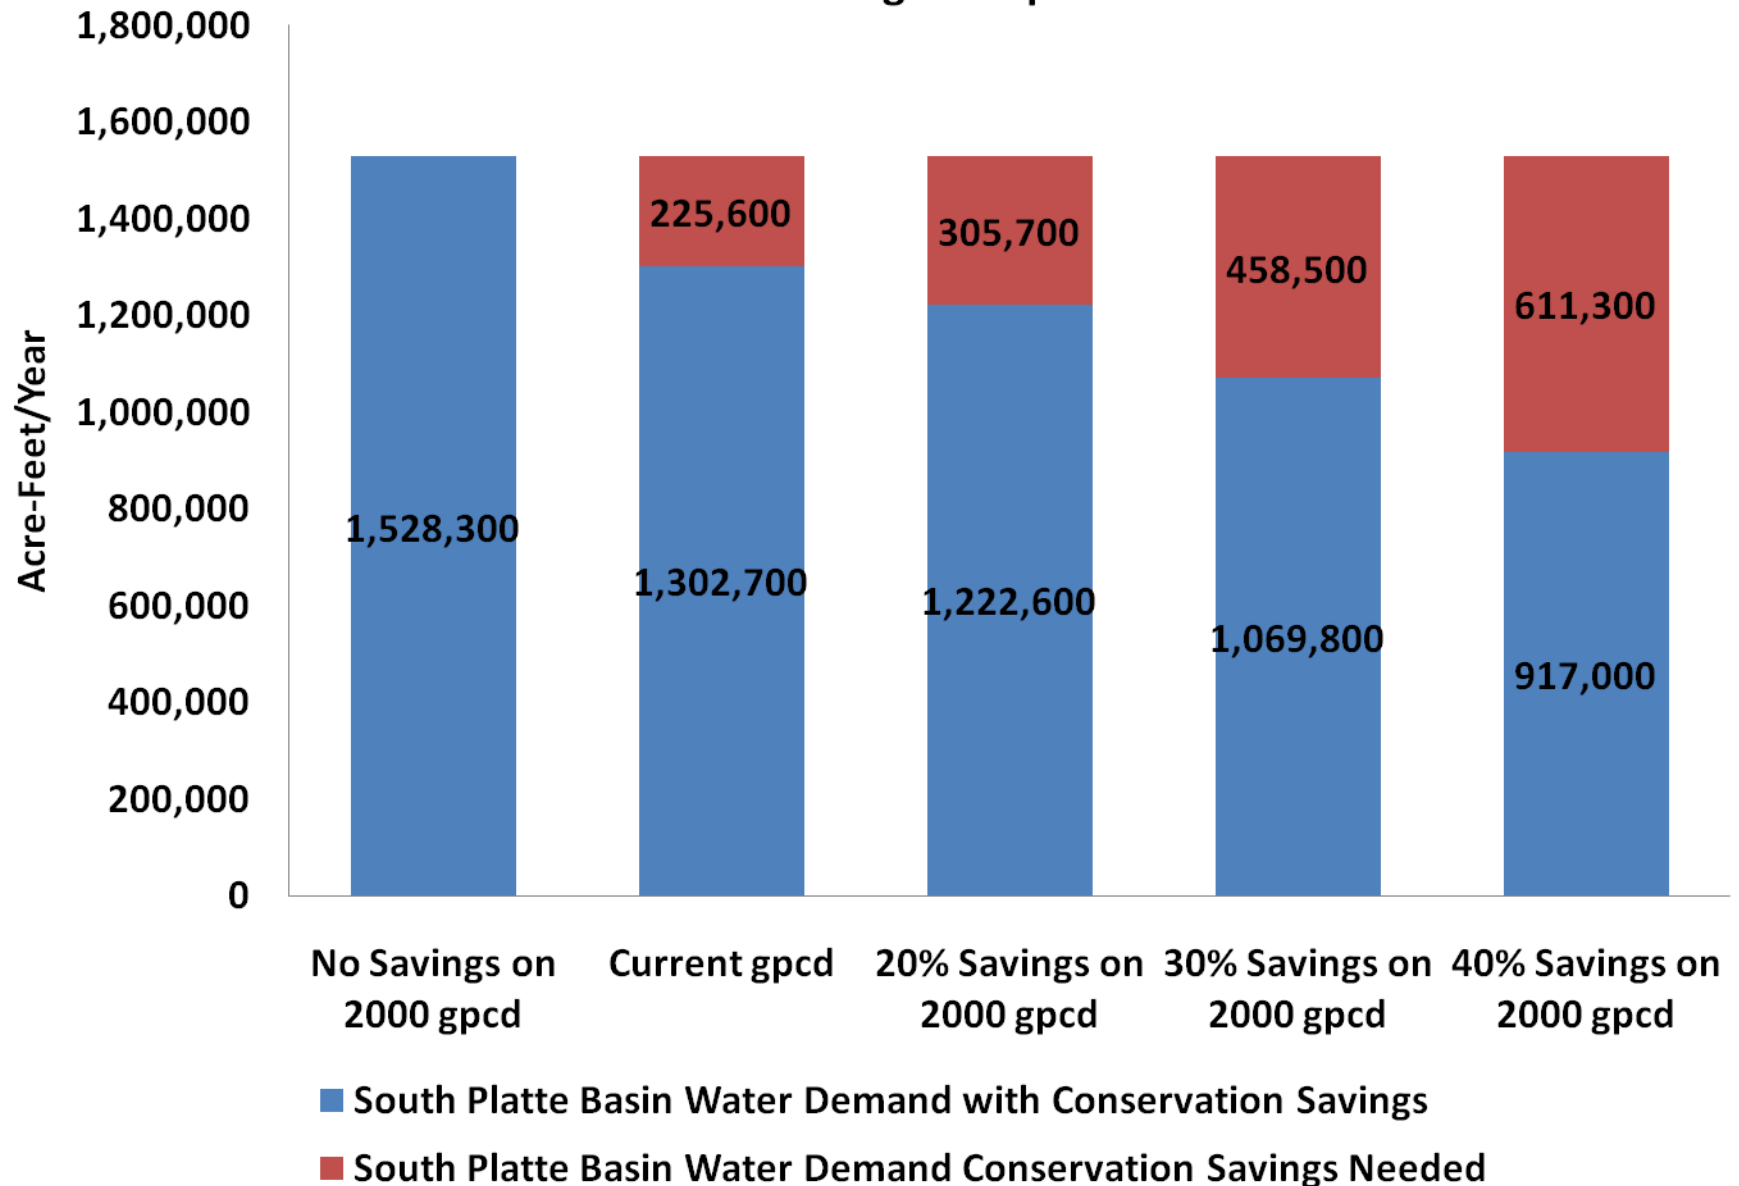 1,800,000
1,600,000
1,400,000
1,200,000
1,000,000
800,000
600,000
400,000
200,000
0
Acre-Feet/Year
225,600
305,700
458,500
611,300
1,528,300
1,302,700
1,222,600
1,069,800
917,000
No Savings on
2000 gpcd
Current gpcd
20% Savings on
2000 gpcd
30% Savings on
2000 gpcd
40% Savings on
2000 gpcd
South Platte Basin Water Demand with Conservation Savings
South Platte Basin Water Demand Conservation Savings Needed